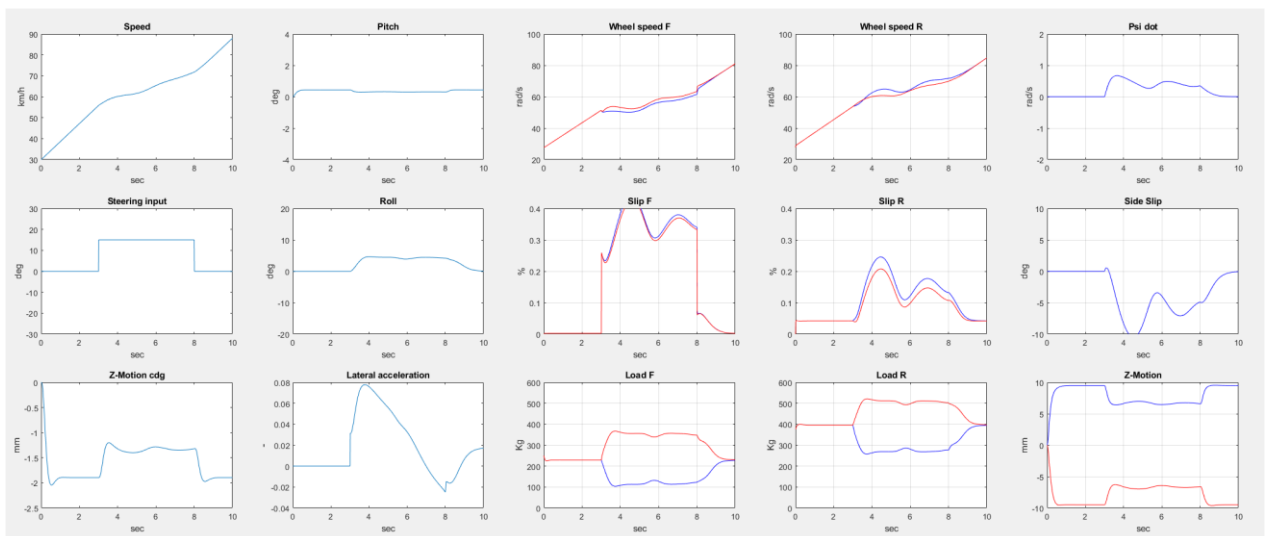 Speed
Pitch
Wheel speed F
Wheel speed R
Psi dot
90
80
70
60
50
40
30
km/h
0 2 4 6 8 10
sec
4
2
0
-2
-4
deg
0 2 4 6 8 10
sec
100
80
60
40
20
rad/s
0 2 4 6 8 10
sec
100
80
60
40
20
rad/s
0 2 4 6 8 10
sec
2
1
0
-1
-2
rad/s
0 2 4 6 8 10
sec
Steering input
Roll
Slip F
Slip R
Side Slip
30
20
10
0
-10
-20
-30
deg
0 2 4 6 8 10
sec
20
10
0
-10
-20
deg
0 2 4 6 8 10
sec
0.4
0.3
0.2
0.1
0
%
0 2 4 6 8 10
sec
0.4
0.3
0.2
0.1
0
%
0 2 4 6 8 10
sec
10
5
0
-5
-10
deg
0 2 4 6 8 10
sec
Z-Motion cdg
Lateral acceleration
Load F
Load R
Z-Motion
0
-0.5
-1
-1.5
-2
-2.5
mm
0 2 4 6 8 10
sec
0.08
0.06
0.04
0.02
0
-0.02
-0.04
-
0 2 4 6 8 10
sec
600
500
400
300
200
100
0
Kg
0 2 4 6 8 10
sec
600
500
400
300
200
100
0
Kg
0 2 4 6 8 10
sec
10
5
0
-5
-10
mm
0 2 4 6 8 10
sec